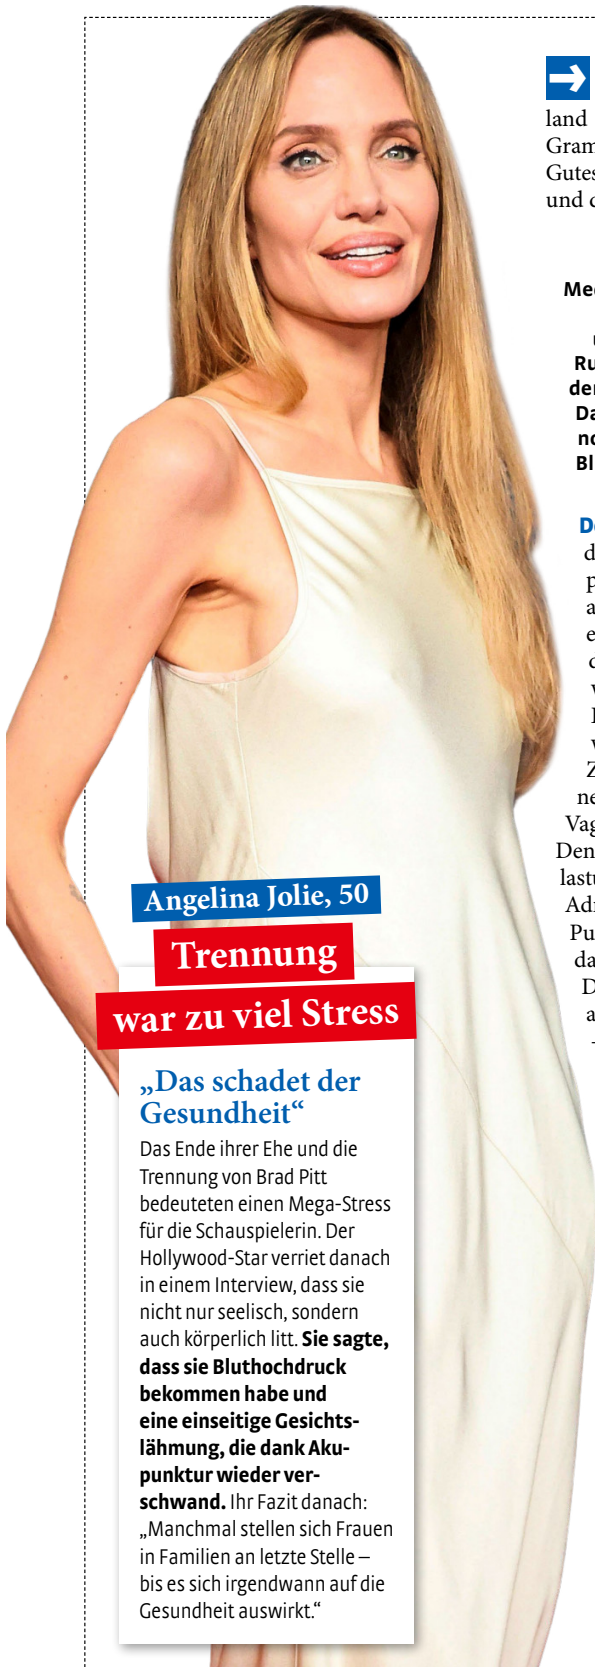 Angelina Jolie, 50
Trennung
war zu viel Stress
„Das schadet der
Gesundheit“
Das Ende ihrer Ehe und die
Trennung von Brad Pitt
bedeuteten einen Mega-Stress
für die Schauspielerin. Der
Hollywood-Star verriet danach
in einem Interview, dass sie
nicht nur seelisch, sondern
auch körperlich litt. Sie sagte,
dass sie Bluthochdruck
bekommen habe und
eine einseitige Gesichts-
lähmung, die dank Aku-
punktur wieder ver-
schwand. Ihr Fazit danach:
„Manchmal stellen sich Frauen
in Familien an letzte Stelle –
bis es sich irgendwann auf die
Gesundheit auswirkt.“
land
und